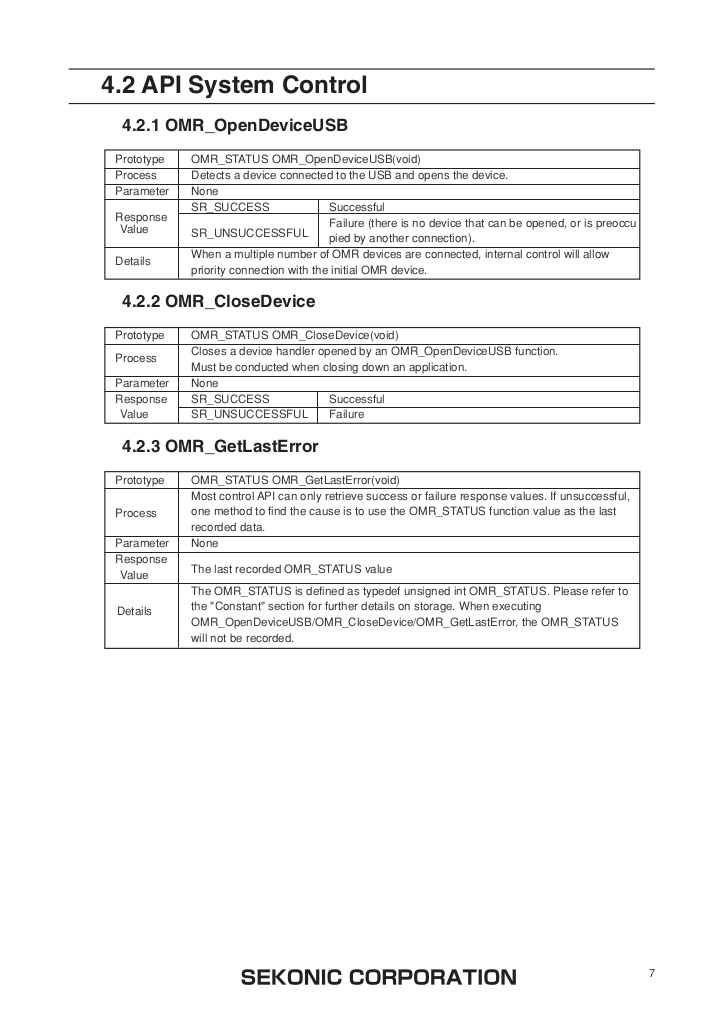 4.2 API System Control
4.2.1 OMR_OpenDeviceUSB
Prototype OMR_STATUS OMR_OpenDeviceUSB(void)
Process Detects a device connected to the USB and opens the device.
Parameter None
Response Value
SR_SUCCESS Successful
SR_UNSUCCESSFUL Failure (there is no device that can be opened, or is preoccu
pied by another connection).
Details When a multiple number of OMR devices are connected, internal control will allow
priority connection with the initial OMR device.
4.2.2 OMR_CloseDevice
Prototype OMR_STATUS OMR_CloseDevice(void)
Process Closes a device handler opened by an OMR_OpenDeviceUSB function.
Must be conducted when closing down an application.
Parameter None
Response SR_SUCCESS Successful
Value SR_UNSUCCESSFUL Failure
4.2.3 OMR_GetLastError
Prototype OMR_STATUS OMR_GetLastError(void)
Process Most control API can only retrieve success or failure response values. If unsuccessful,
one method to find the cause is to use the OMR_STATUS function value as the last
recorded data.
Parameter None
Response
Value The last recorded OMR_STATUS value
Details The OMR_STATUS is defined as typedef unsigned int OMR_STATUS. Please refer to
the "Constant" section for further details on storage. When executing
OMR_OpenDeviceUSB/OMR_CloseDevice/OMR_GetLastError, the OMR_STATUS
will not be recorded.
SEKONIC CORPORATION
7